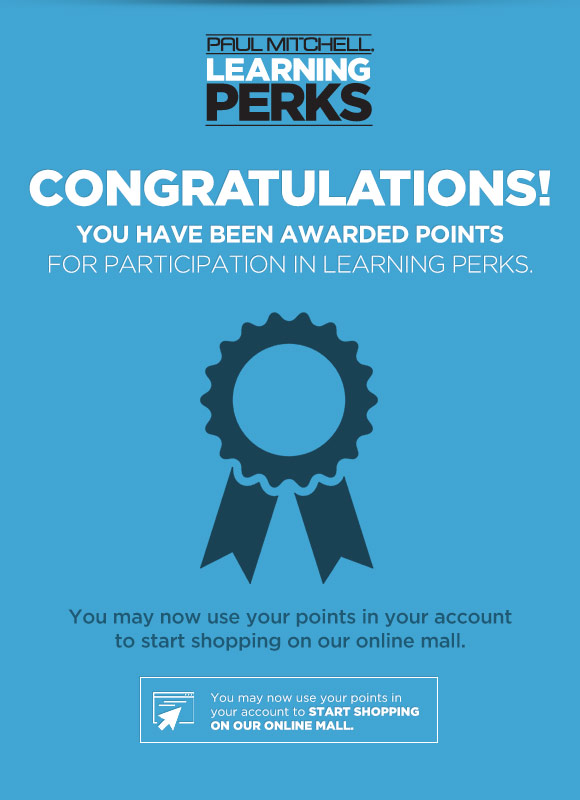 PAUL MITCHELL.
LEARNING
PERKS
CONGRATULATIONS!
YOU HAVE BEEN AWARDED POINTS
FOR PARTICIPATION IN LEARNING PERKS.
You may now use your points in your account
to start shopping on our online mall.
You may now use your points in
your account to START SHOPPING
ON OUR ONLINE MALL.